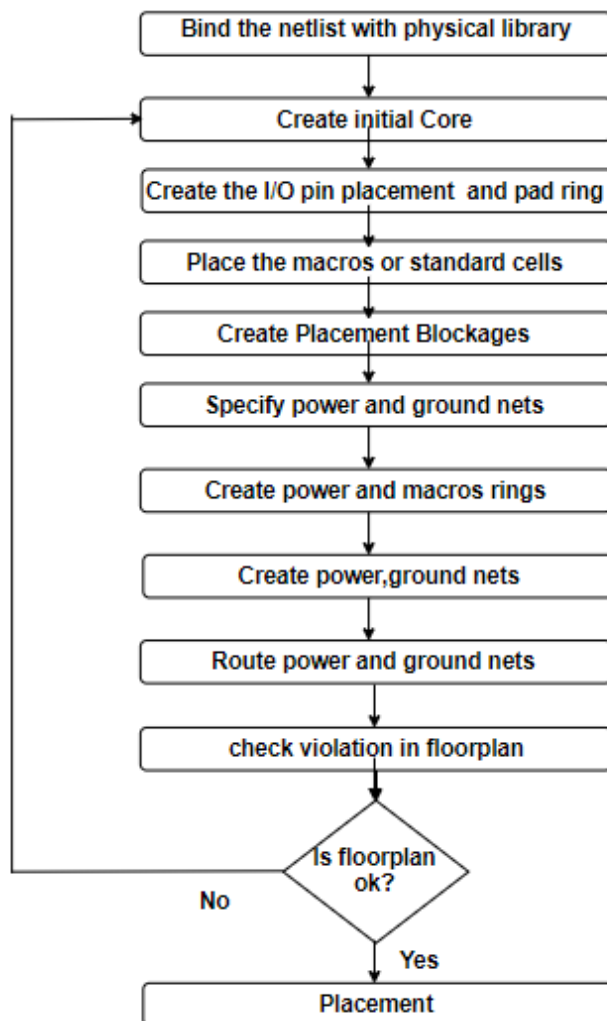 Bind the netlist with physical library
Create initial Core
Create the I/O pin placement and pad ring
Place the macros or standard cells
Create Placement Blockages
Specify power and ground nets
Create power and macros rings
Create power,ground nets
Route power and ground nets
check violation in floorplan
Is floorplan
ok?
No
Yes
Placement